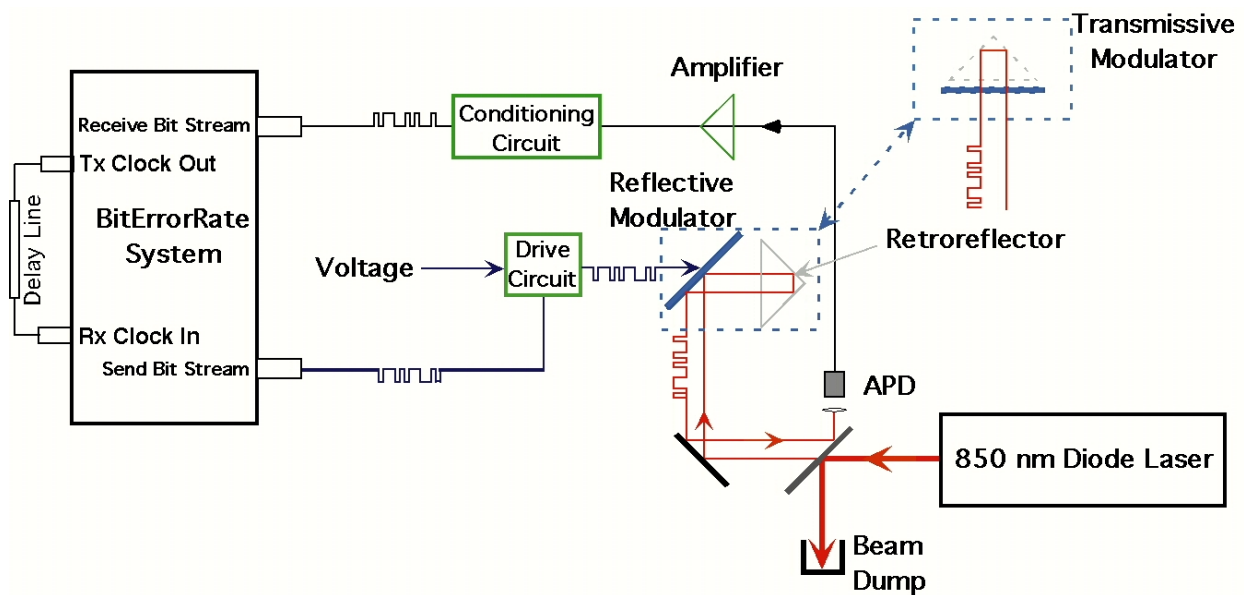 Transmissive
Modulator
Amplifier
Receive Bit Stream
Conditioning
Circuit
Tx Clock Out
Reflective
Modulator
BitErrorRate
System
Delay Line
Voltage
Drive
Circuit
Retroreflector
Rx Clock In
Send Bit Stream
APD
850 nm Diode Laser
Beam
Dump